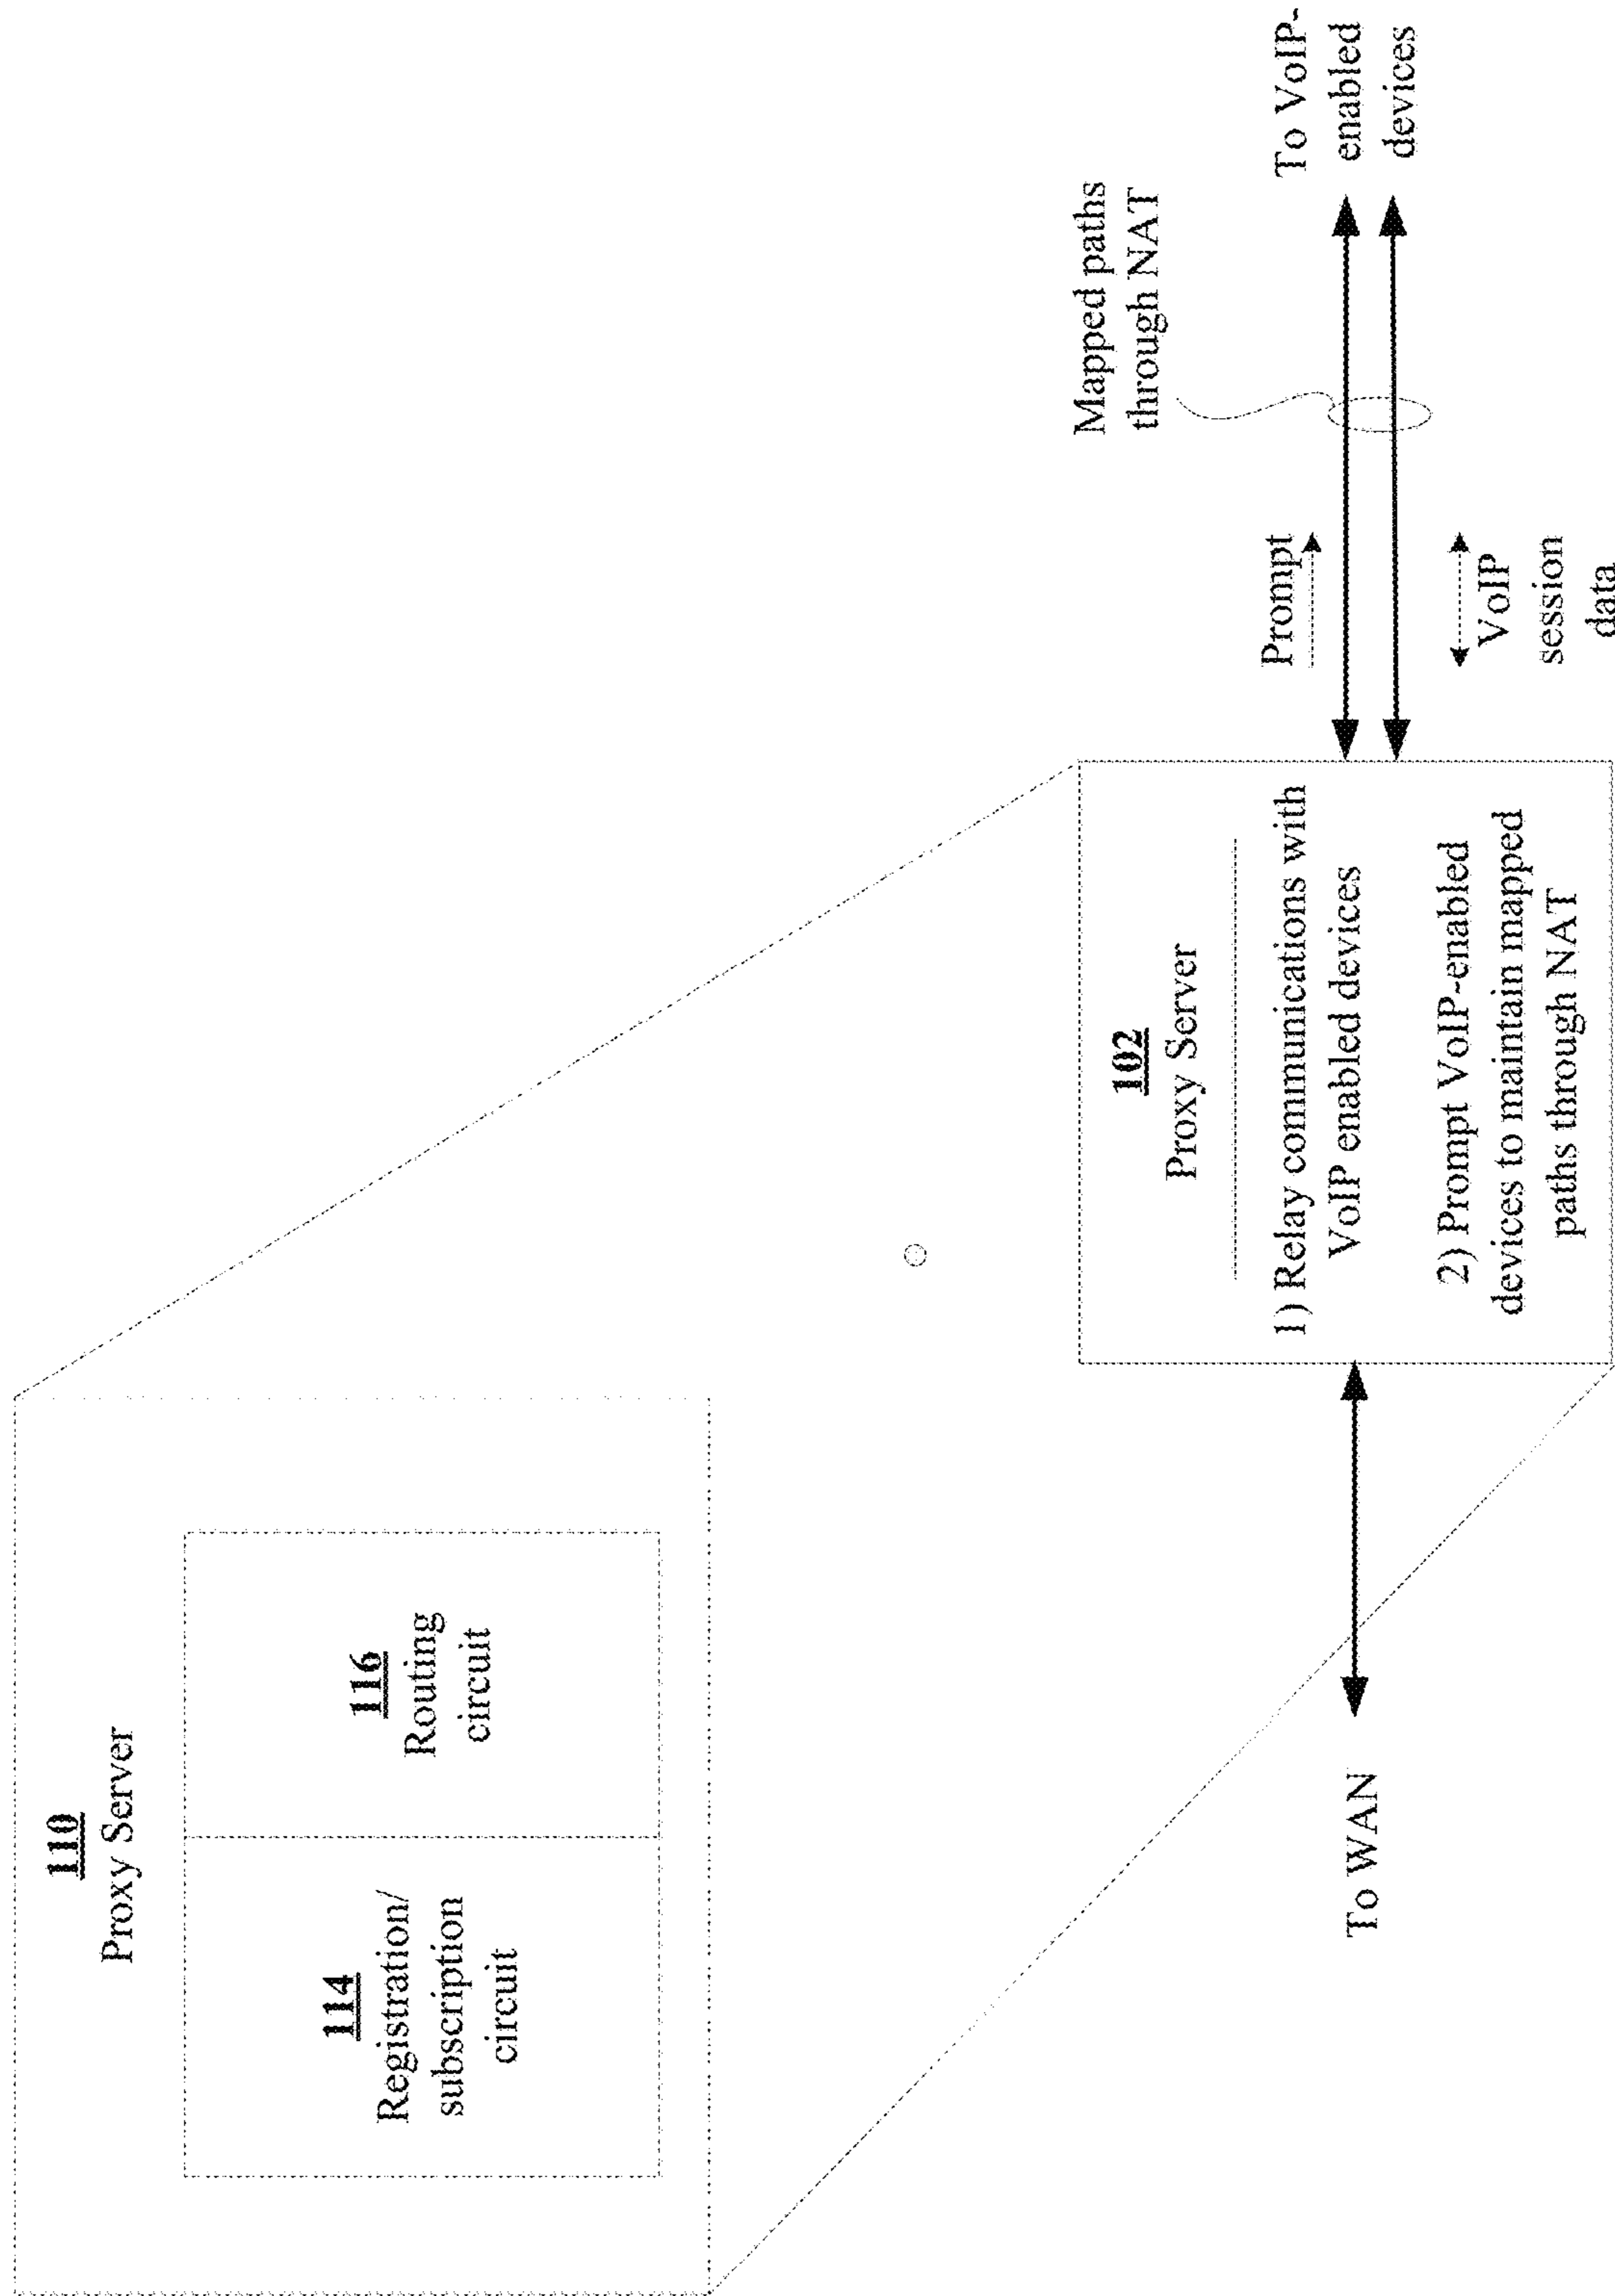 110
Proxy Server
114
Registration/
subscription
circuit
116
Routing
circuit
To WAN
102
Proxy Server
1) Relay communications with
VoIP enabled devices
2) Prompt VoIP-enabled
devices to maintain mapped
paths through NAT
Prompt
VoIP
session
data
Mapped paths
through NAT
To VoIP-
enabled
devices